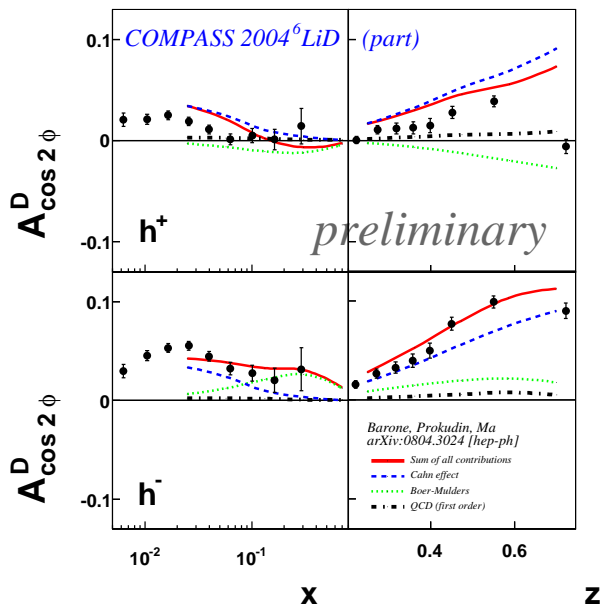 COMPASS 2004 ⁶LiD (part)
0.1
0
-0.1
A^D_cos 2 ϕ
h⁺
preliminary
0.1
0
-0.1
A^D_cos 2 ϕ
h⁻
Barone, Prokudin, Ma
arXiv:0804.3024 [hep-ph]
Sum of all contributions
Cahn effect
Boer-Mulders
QCD (first order)
10⁻² 10⁻¹ 0.4 0.6
x z